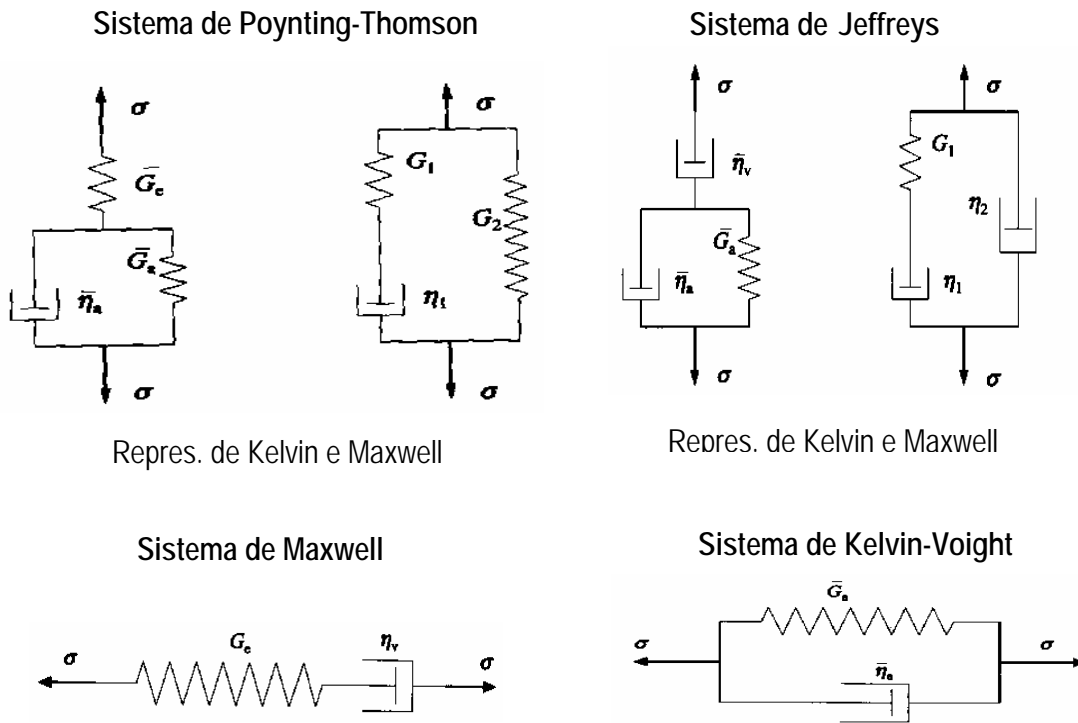 Sistema de Poynting-Thomson
σ
G̅e
G̅a
η̅a
σ
σ
G1
G2
η1
σ
Repres. de Kelvin e Maxwell
Sistema de Jeffreys
σ
η̅v
G̅a
η̅a
σ
σ
G1
η2
η1
σ
Repres. de Kelvin e Maxwell
Sistema de Maxwell
σ
Ge
ηv
σ
Sistema de Kelvin-Voight
G̅a
σ
σ
η̅a